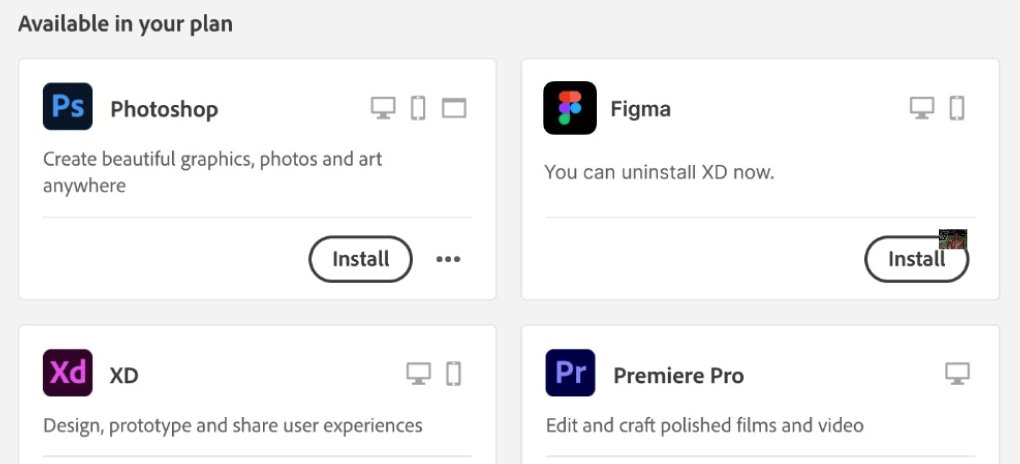 Available in your plan
Ps Photoshop
Create beautiful graphics, photos and art
anywhere
Install
Figma
You can uninstall XD now.
Install
Xd XD
Design, prototype and share user experiences
Pr Premiere Pro
Edit and craft polished films and video